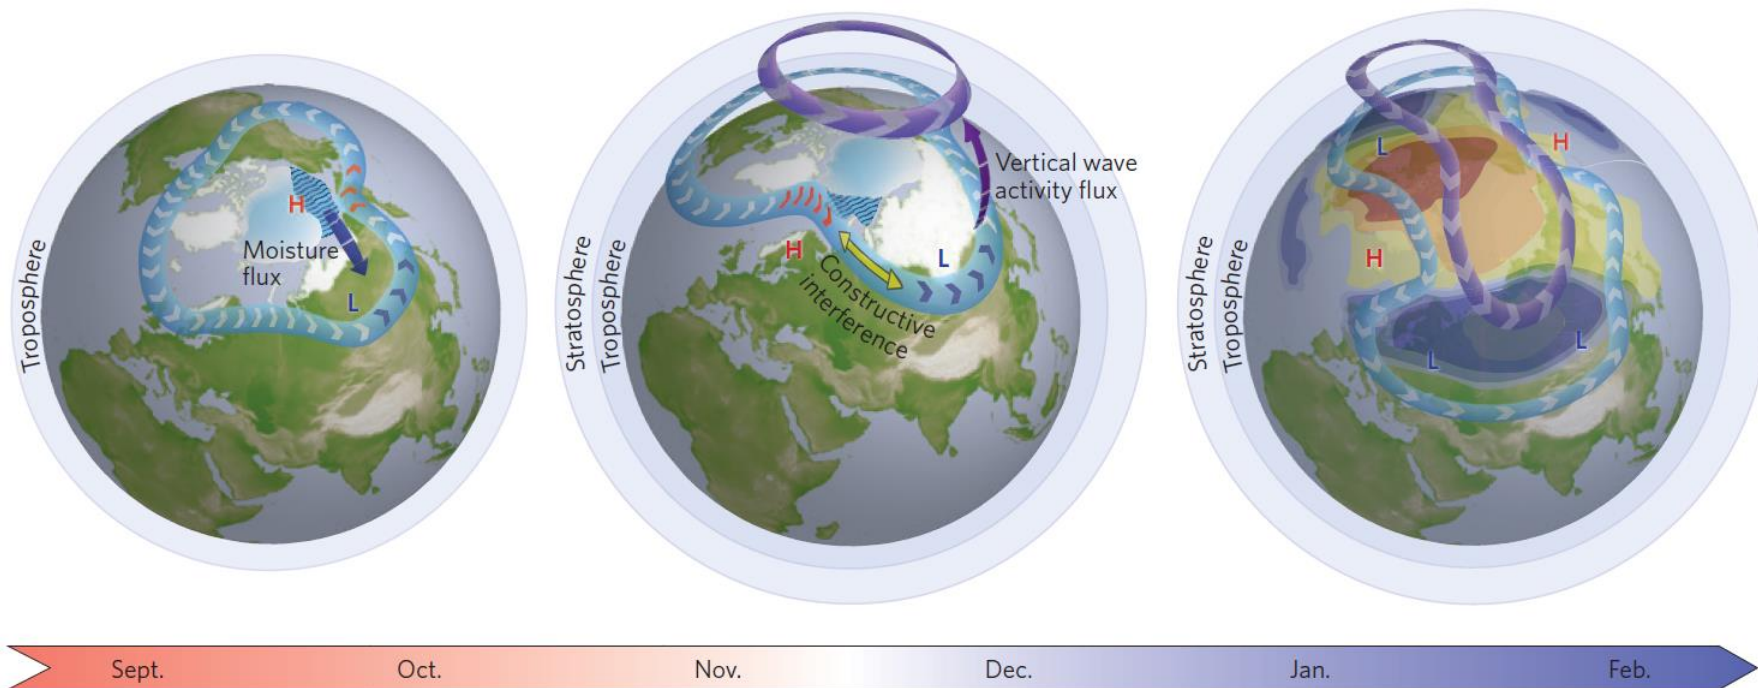 Troposphere
H
Moisture
flux
L
Stratosphere
Troposphere
Vertical wave
activity flux
H
L
Constructive
interference
Stratosphere
Troposphere
L
H
H
L
L
Sept.
Oct.
Nov.
Dec.
Jan.
Feb.